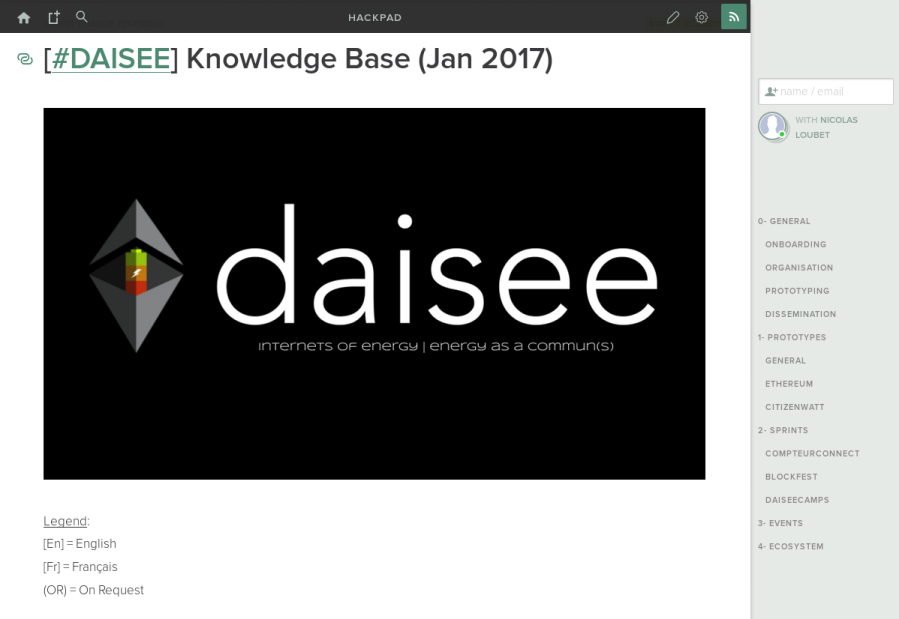 HACKPAD
[#DAISEE] Knowledge Base (Jan 2017)
daisee
internets of energy | energy as a commun(s)
Legend:
[En] = English
[Fr] = Français
(OR) = On Request
name / email
WITH NICOLAS
LOUBET
0- GENERAL
ONBOARDING
ORGANISATION
PROTOTYPING
DISSEMINATION
1- PROTOTYPES
GENERAL
ETHEREUM
CITIZENWATT
2- SPRINTS
COMPTEURCONNECT
BLOCKFEST
DAISEECAMPS
3- EVENTS
4- ECOSYSTEM